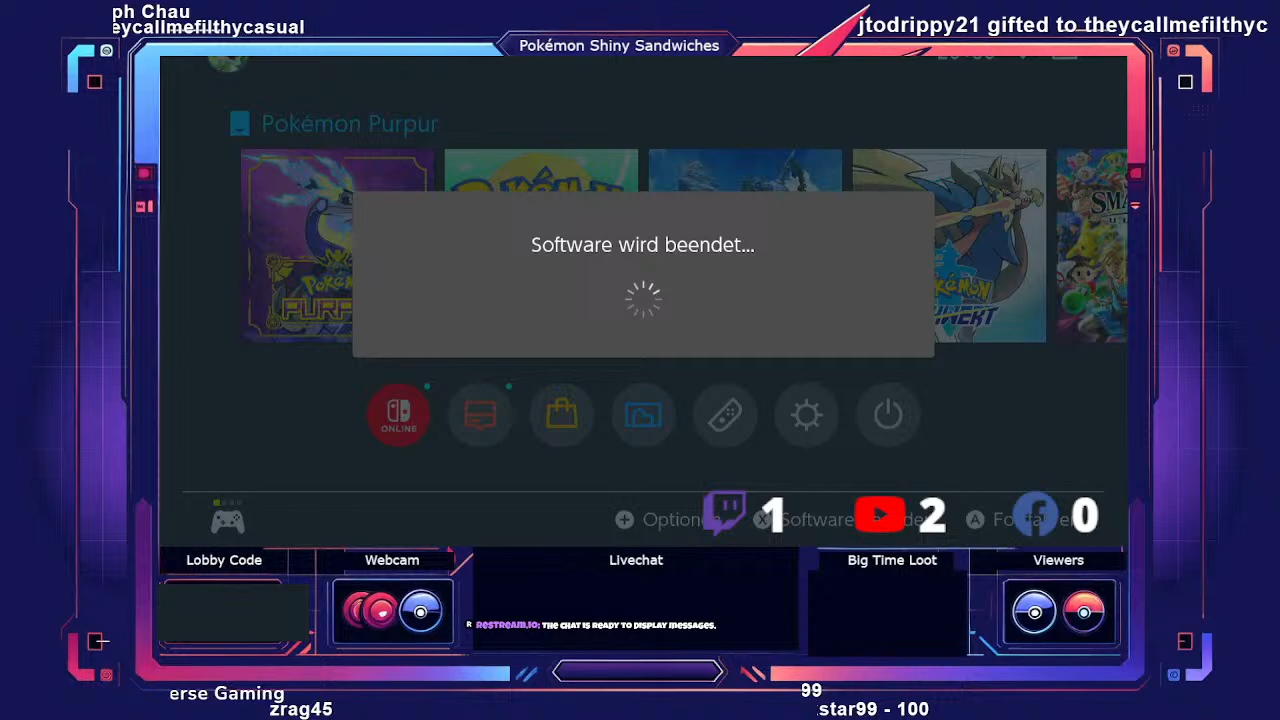 ph Chau
eycallmefilthycasual
jtodrippy21 gifted to theycallmefilthyc
Pokémon Shiny Sandwiches
Pokémon Purpur
Software wird beendet...
ONLINE
Optionen
Software
1
2
0
Lobby Code
Webcam
Livechat
Big Time Loot
Viewers
R RESTREAM.IO: THE CHAT IS READY TO DISPLAY MESSAGES.
erse Gaming
zrag45
99
star99 - 100